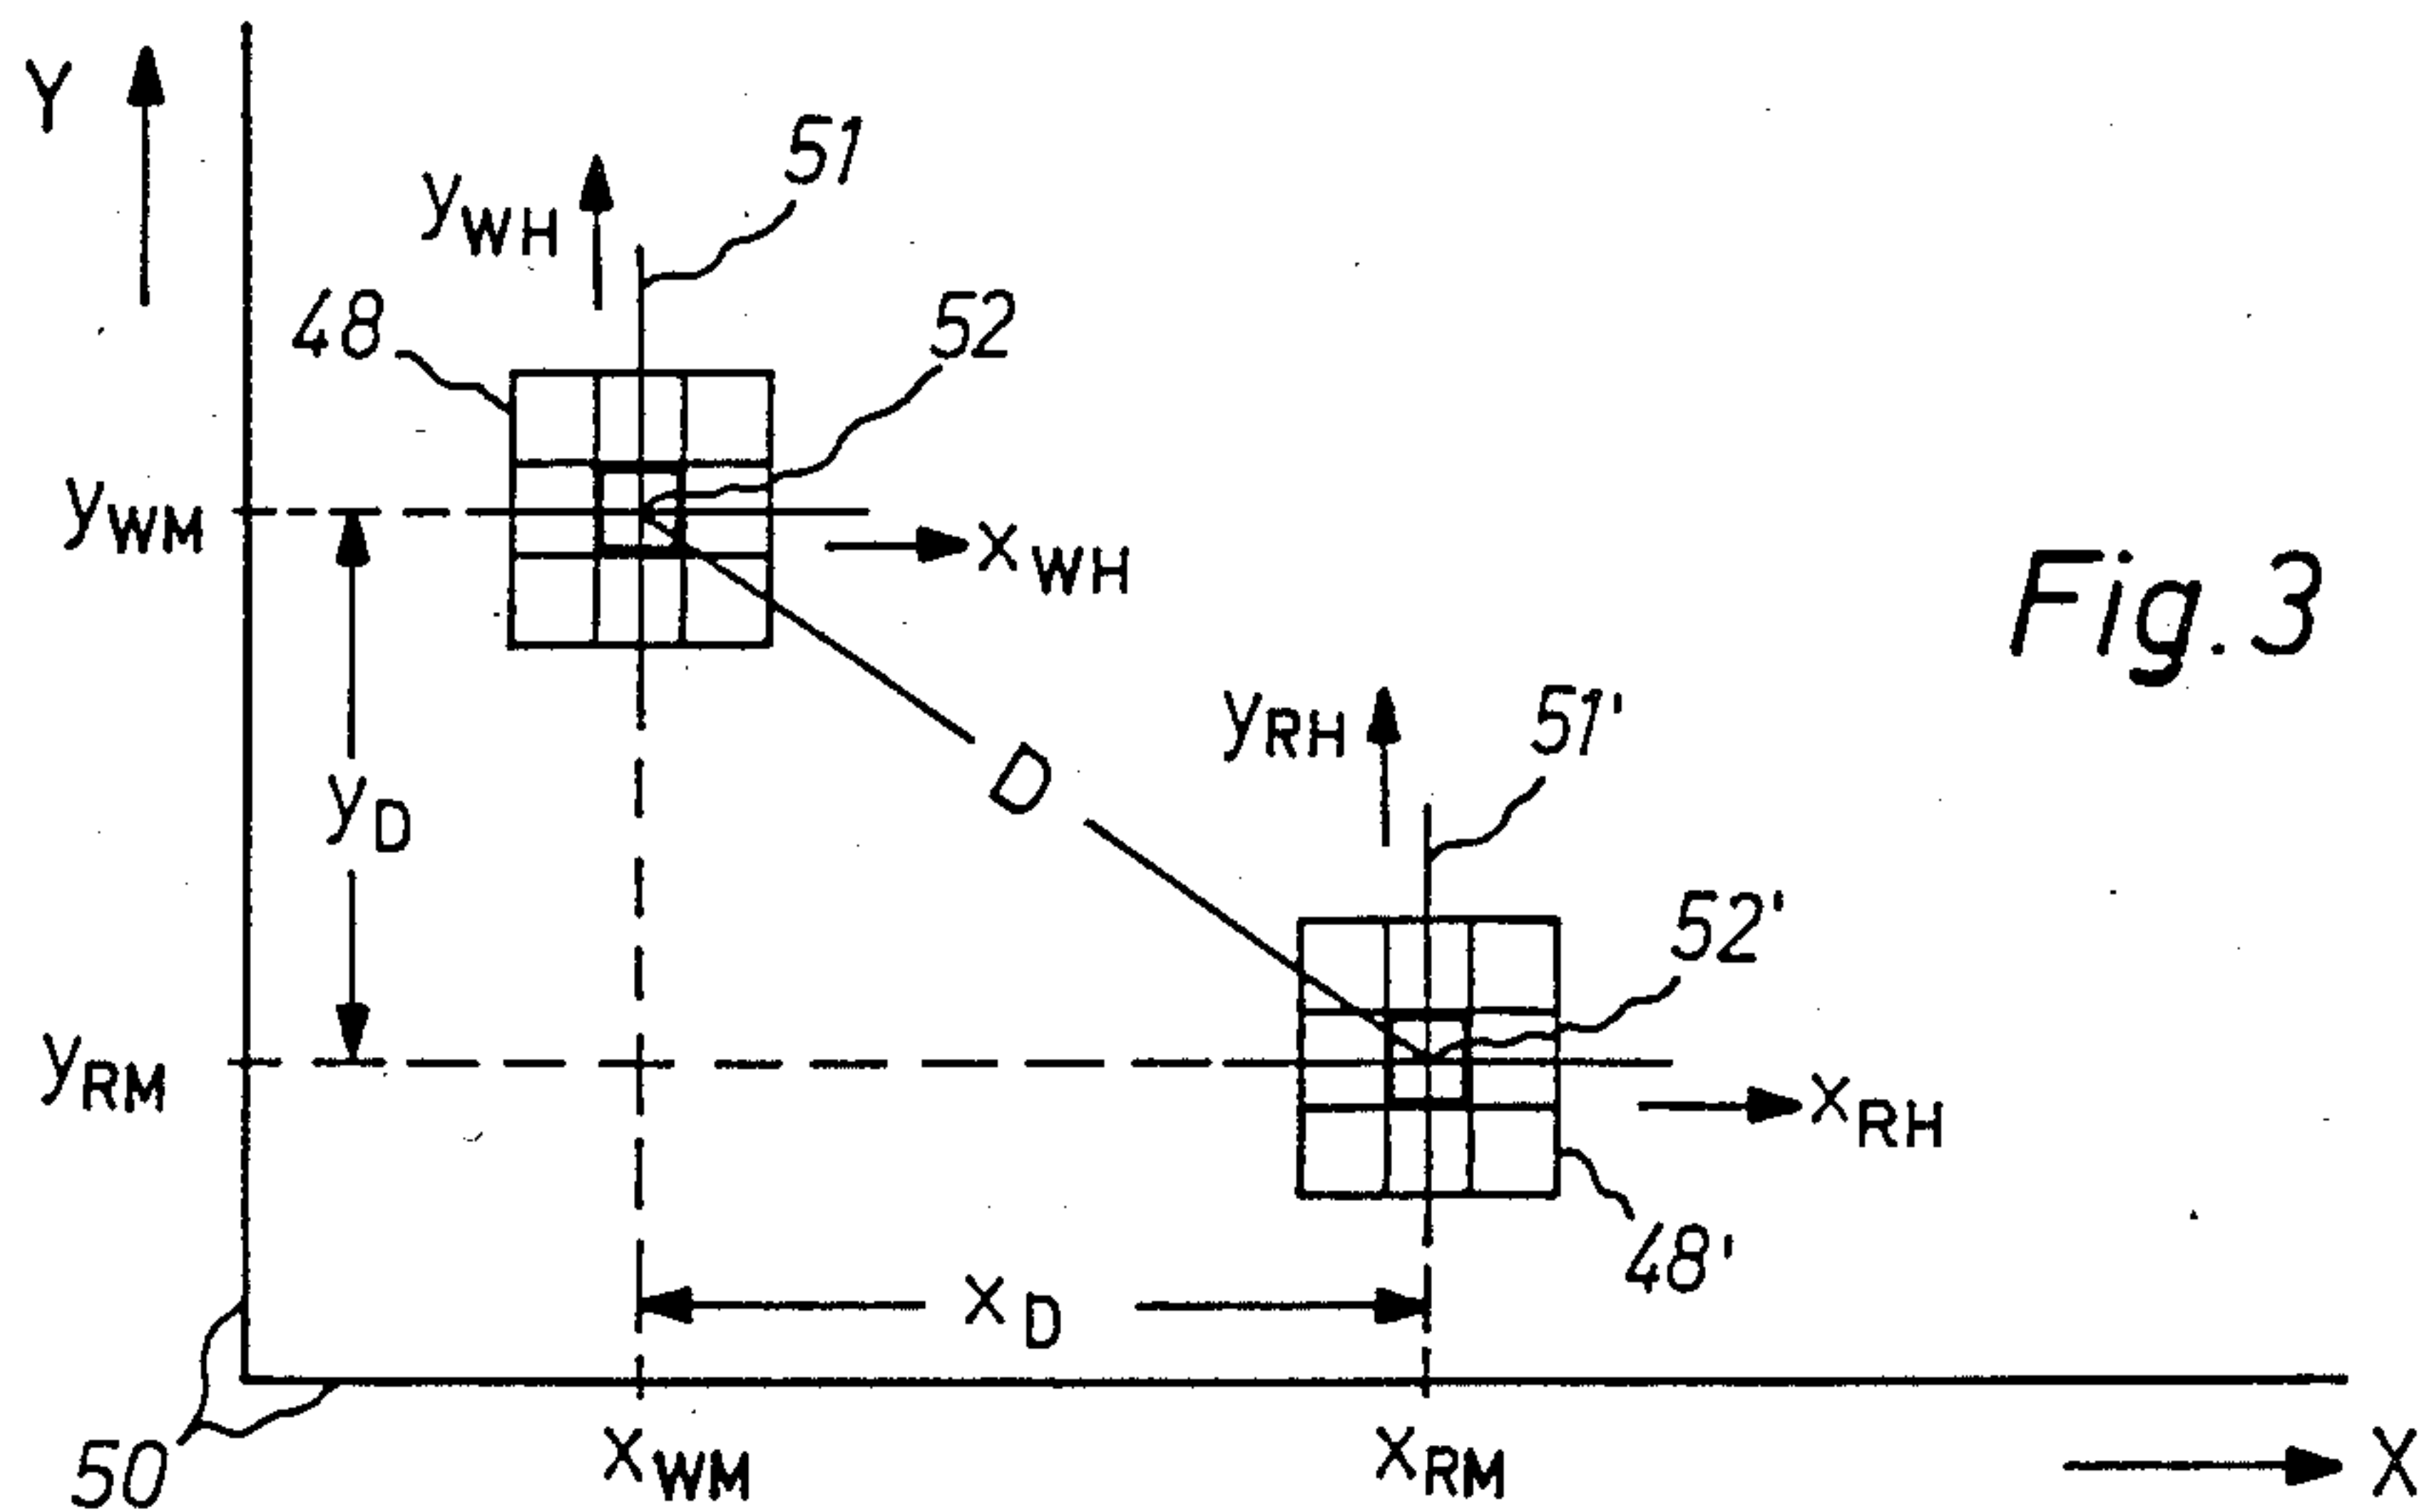 Y
51
yWH
48
52
yWM
xWH
Fig. 3
yRH
51'
D
yD
52'
yRM
xRH
48'
xD
50
xWM
xRM
X